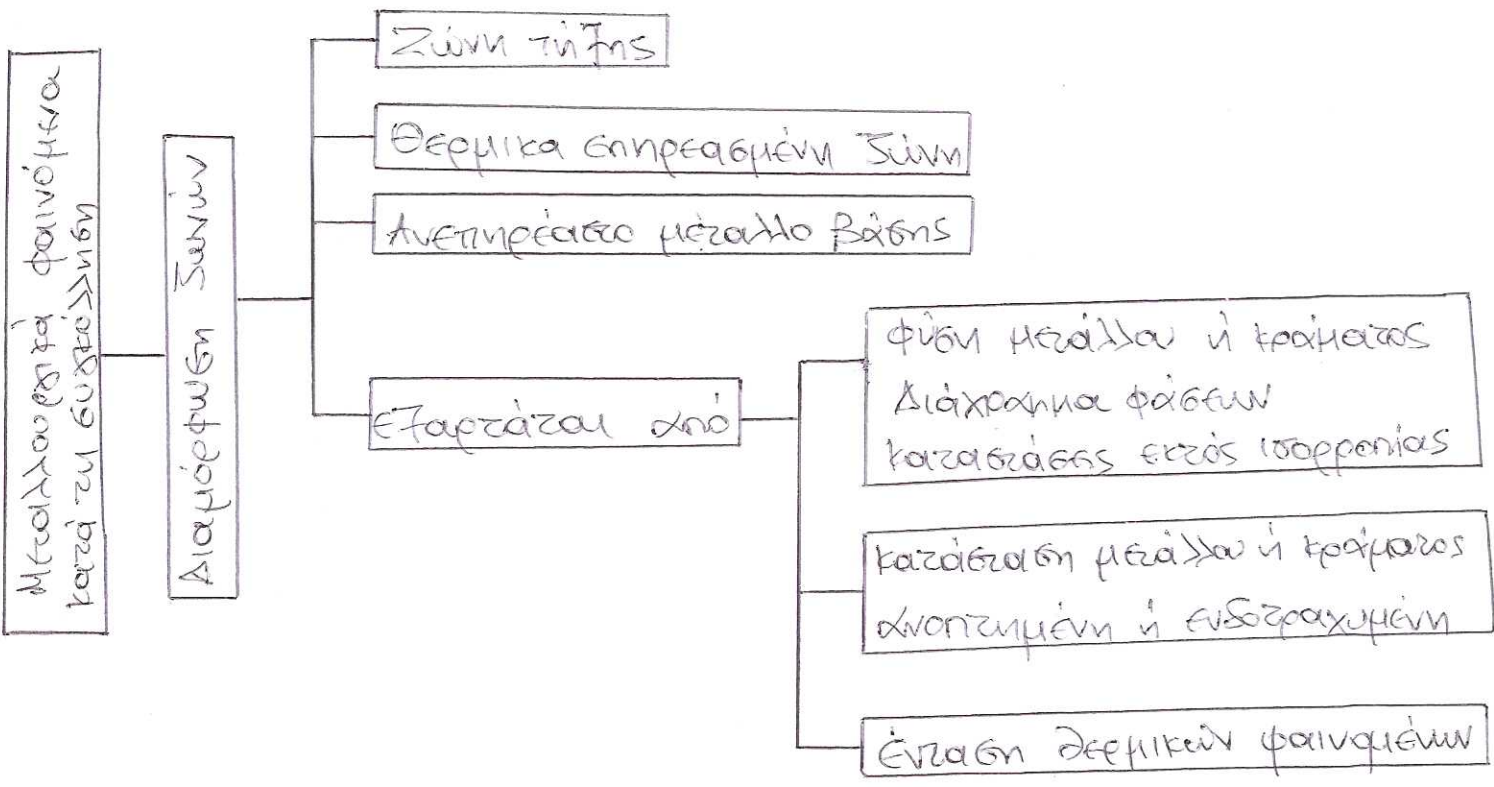 Μεταλλουργικά φαινόμενα
κατά τη συγκόλληση
Διαμόρφωση ζωνών
Ζώνη τήξης
Θερμικα επηρεασμένη ζώνη
Ανεπηρέαστο μέταλλο βάσης
εξαρτάται από
φύση μετάλλου ή κράματος
Διάγραμμα φάσεων
καταστάσεις εκτός ισορροπίας
κατάσταση μετάλλου ή κράματος
ανοπτημένη ή ενδοτραχυμένη
ένταση θερμικών φαινομένων